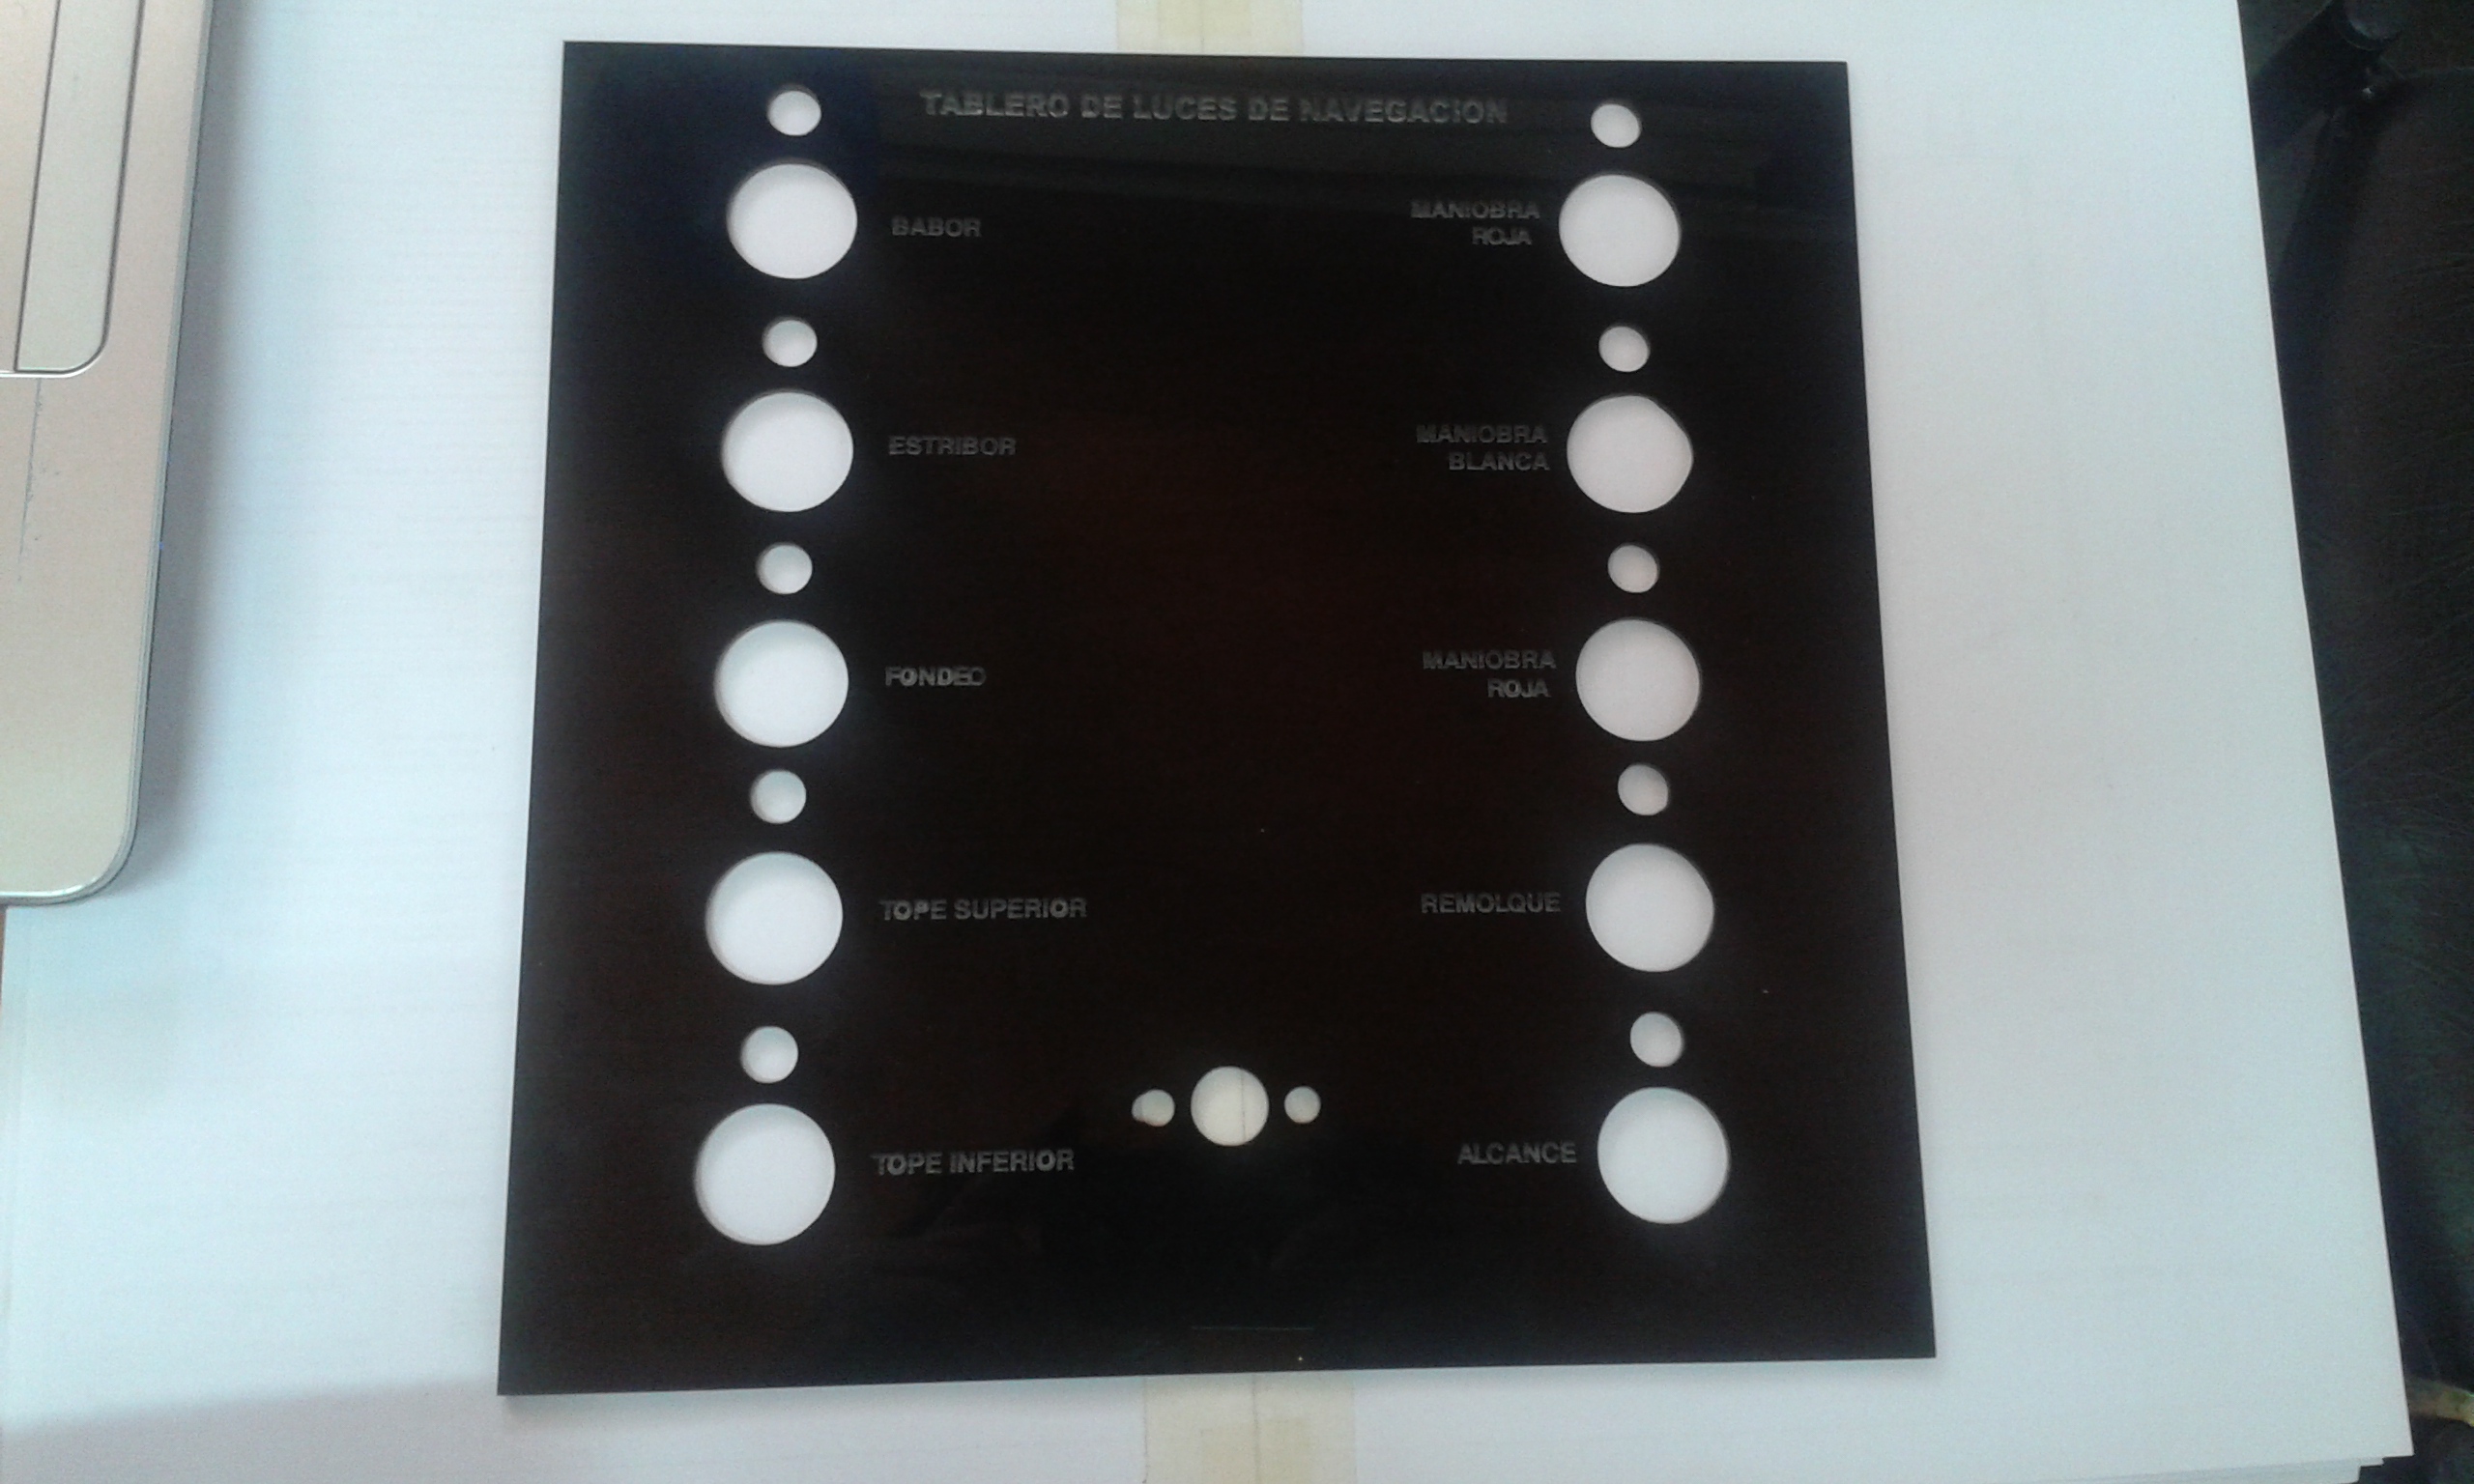 TABLERO DE LUCES DE NAVEGACION
BABOR
ESTRIBOR
FONDEO
TOPE SUPERIOR
TOPE INFERIOR
MANIOBRA
ROJA
MANIOBRA
BLANCA
MANIOBRA
ROJA
REMOLQUE
ALCANCE